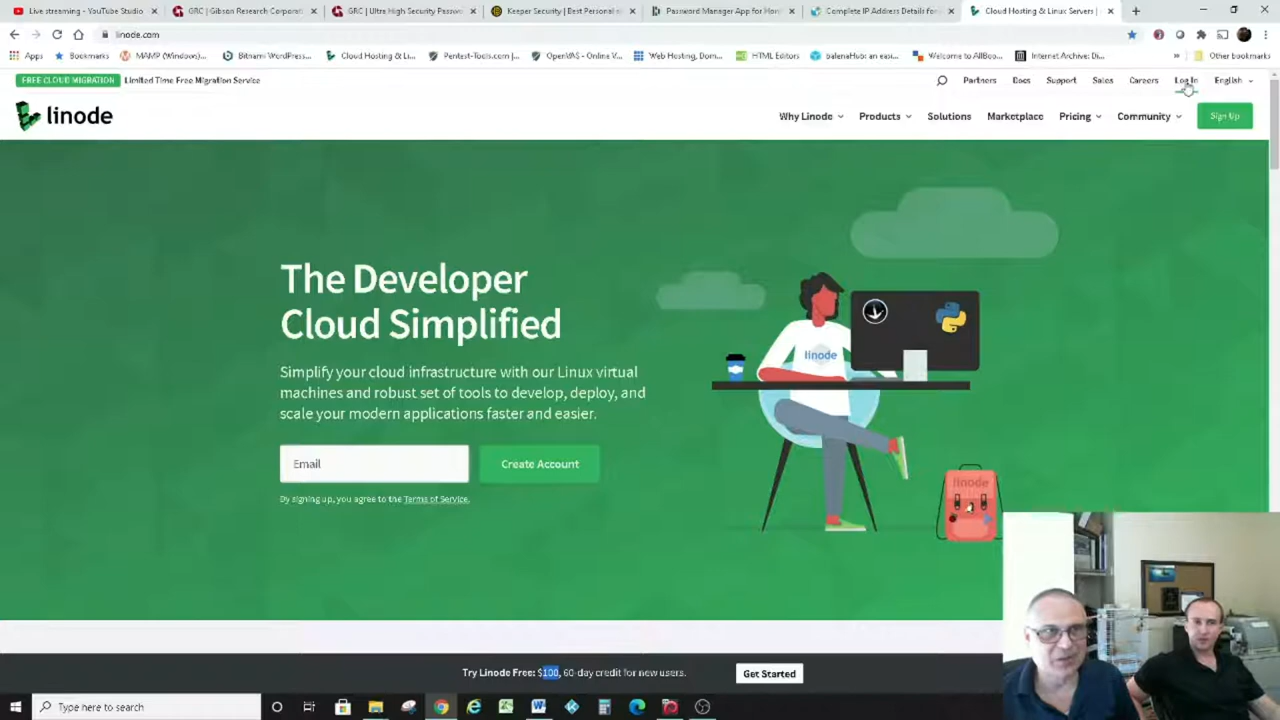 Live streaming - YouTube Studio
GRC | Gibson Research Corporat
GRC | Ultra High Security Passw
Keeper Security | Best Personal
Password Manager App for Hom
Complete IP Address Details for
Cloud Hosting & Linux Servers |
linode.com
Apps
Bookmarks
MAMP (Windows)...
Bitnami WordPress...
Cloud Hosting & Li...
Pentest-Tools.com |...
OpenVAS - Online V...
Web Hosting, Dom...
HTML Editors
balenaHub: an easi...
Welcome to AllBoo...
Internet Archive: Di...
Other bookmarks
FREE CLOUD MIGRATION Limited Time Free Migration Service
Partners Docs Support Sales Careers Log In English
linode
Why Linode Products Solutions Marketplace Pricing Community Sign Up
The Developer
Cloud Simplified
Simplify your cloud infrastructure with our Linux virtual
machines and robust set of tools to develop, deploy, and
scale your modern applications faster and easier.
Email
Create Account
By signing up, you agree to the Terms of Service.
linode
linode
Try Linode Free: $100, 60-day credit for new users.
Get Started
Type here to search